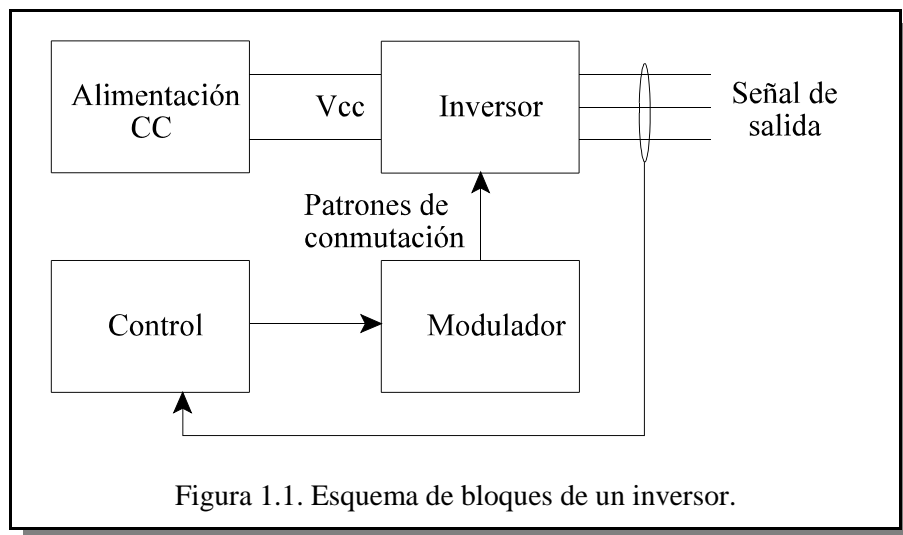 Alimentación
CC
Vcc
Inversor
Señal de
salida
Patrones de
conmutación
Control
Modulador
Figura 1.1. Esquema de bloques de un inversor.